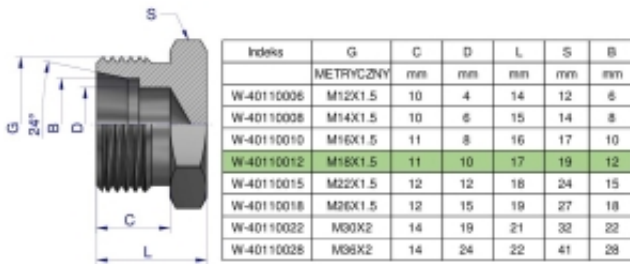 S
G
24°
B
D
C
L
Indeks G C D L S B
METRYCZNY mm mm mm mm mm
W-40110006 M12X1.5 10 4 14 12 6
W-40110008 M14X1.5 10 6 15 14 8
W-40110010 M16X1.5 11 8 16 17 10
W-40110012 M18X1.5 11 10 17 19 12
W-40110015 M22X1.5 12 12 18 24 15
W-40110018 M26X1.5 12 15 19 27 18
W-40110022 M30X2 14 19 21 32 22
W-40110028 M36X2 14 24 22 41 28